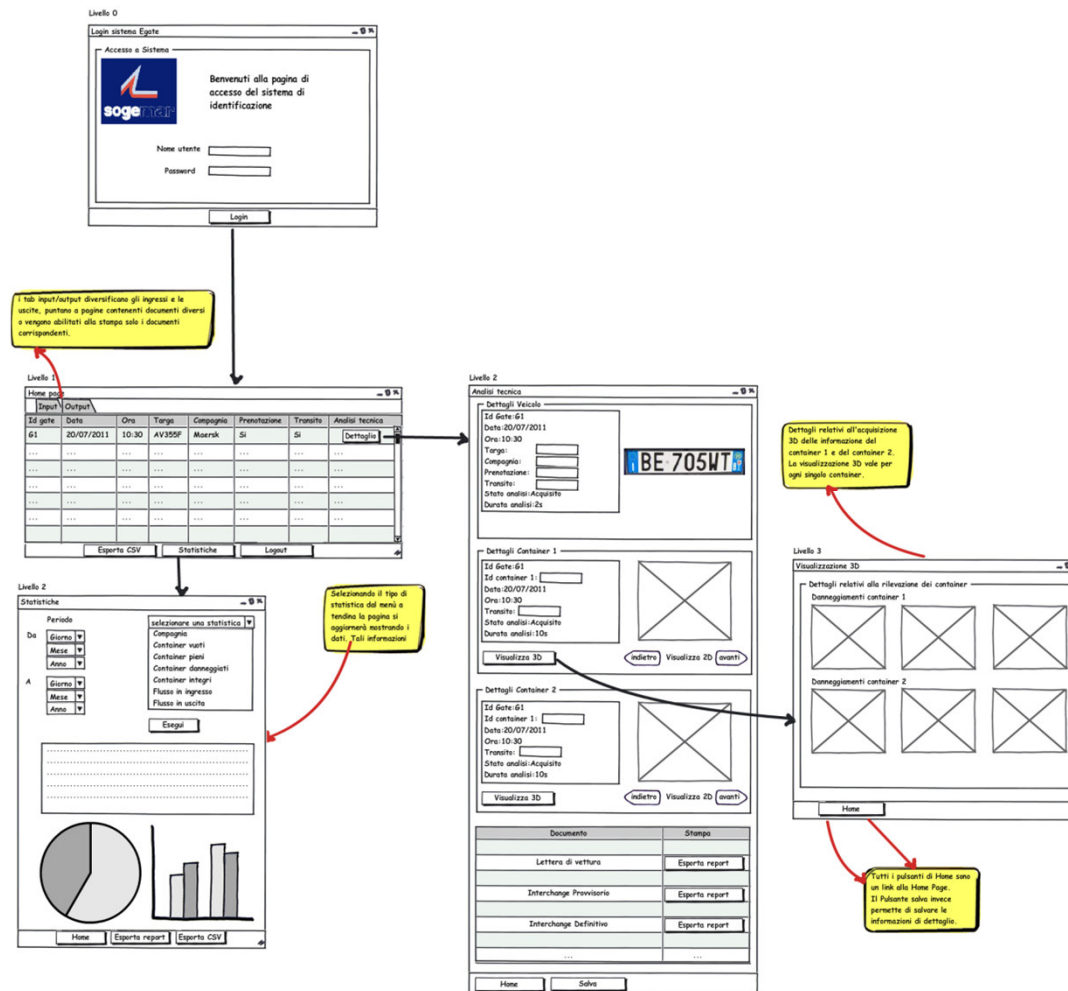 Livello 0
Login sistema Egate
Accesso a Sistema
sogemar
Benvenuti alla pagina di
accesso del sistema di
identificazione
Nome utente
Password
Login
i tab input/output diversificano gli ingressi e le
uscite, puntano a pagine contenenti documenti diversi
o vengono abilitati alla stampa solo i documenti
corrispondenti.
Livello 1
Home page
Input Output
Id gate Data Ora Targa Compagnia Prenotazione Transito Analisi tecnica
G1 20/07/2011 10:30 AV355F Maersk Si Si Dettaglio
... ... ... ... ... ... ... ...
... ... ... ... ... ... ... ...
... ... ... ... ... ... ... ...
... ... ... ... ... ... ... ...
Esporta CSV Statistiche Logout
Livello 2
Statistiche
Periodo
Da
Giorno
Mese
Anno
A
Giorno
Mese
Anno
selezionare una statistica
Compagnia
Container vuoti
Container pieni
Container danneggiati
Container integri
Flusso in ingresso
Flusso in uscita
Esegui
Home Esporta report Esporta CSV
Selezionando il tipo di
statistica dal menù a
tendina la pagina si
aggiornerà mostrando i
dati. Tali informazioni
Livello 2
Analisi tecnica
Dettagli Veicolo
Id Gate:G1
Data:20/07/2011
Ora:10:30
Targa:
Compagnia:
Prenotazione:
Transito:
Stato analisi:Acquisito
Durata analisi:2s
I BE 705WT
Dettagli Container 1
Id Gate:G1
Id container 1:
Data:20/07/2011
Ora:10:30
Transito:
Stato analisi:Acquisito
Durata analisi:10s
Visualizza 3D
indietro Visualizza 2D avanti
Dettagli Container 2
Id Gate:G1
Id container 1:
Data:20/07/2011
Ora:10:30
Transito:
Stato analisi:Acquisito
Durata analisi:10s
Visualizza 3D
indietro Visualizza 2D avanti
Documento Stampa
Lettera di vettura Esporta report
Interchange Provvisorio Esporta report
Interchange Definitivo Esporta report
... ...
Home Salva
Dettagli relativi all'acquisizione
3D delle informazione del
container 1 e del container 2.
La visualizzazione 3D vale per
ogni singolo container.
Livello 3
Visualizzazione 3D
Dettagli relativi alla rilevazione dei container
Danneggiamenti container 1
Danneggiamenti container 2
Home
Tutti i pulsanti di Home sono
un link alla Home Page.
Il Pulsante salva invece
permette di salvare le
informazioni di dettaglio.